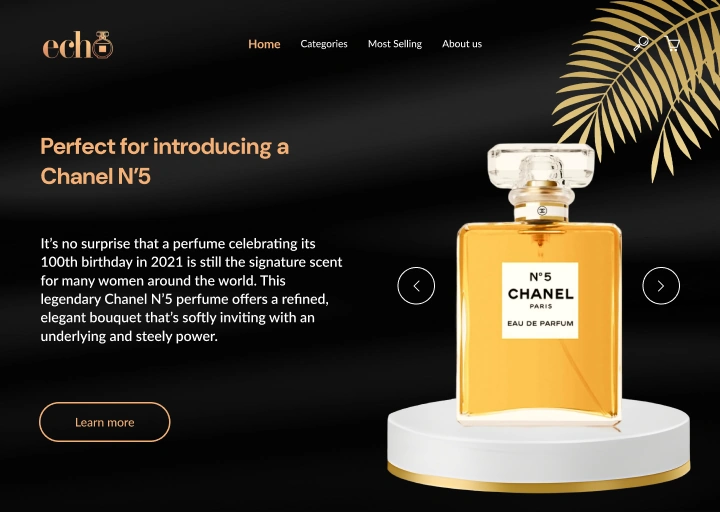 echo
Home Categories Most Selling About us
Perfect for introducing a
Chanel N'5
It's no surprise that a perfume celebrating its
100th birthday in 2021 is still the signature scent
for many women around the world. This
legendary Chanel N'5 perfume offers a refined,
elegant bouquet that's softly inviting with an
underlying and steely power.
Learn more
N°5
CHANEL
PARIS
EAU DE PARFUM